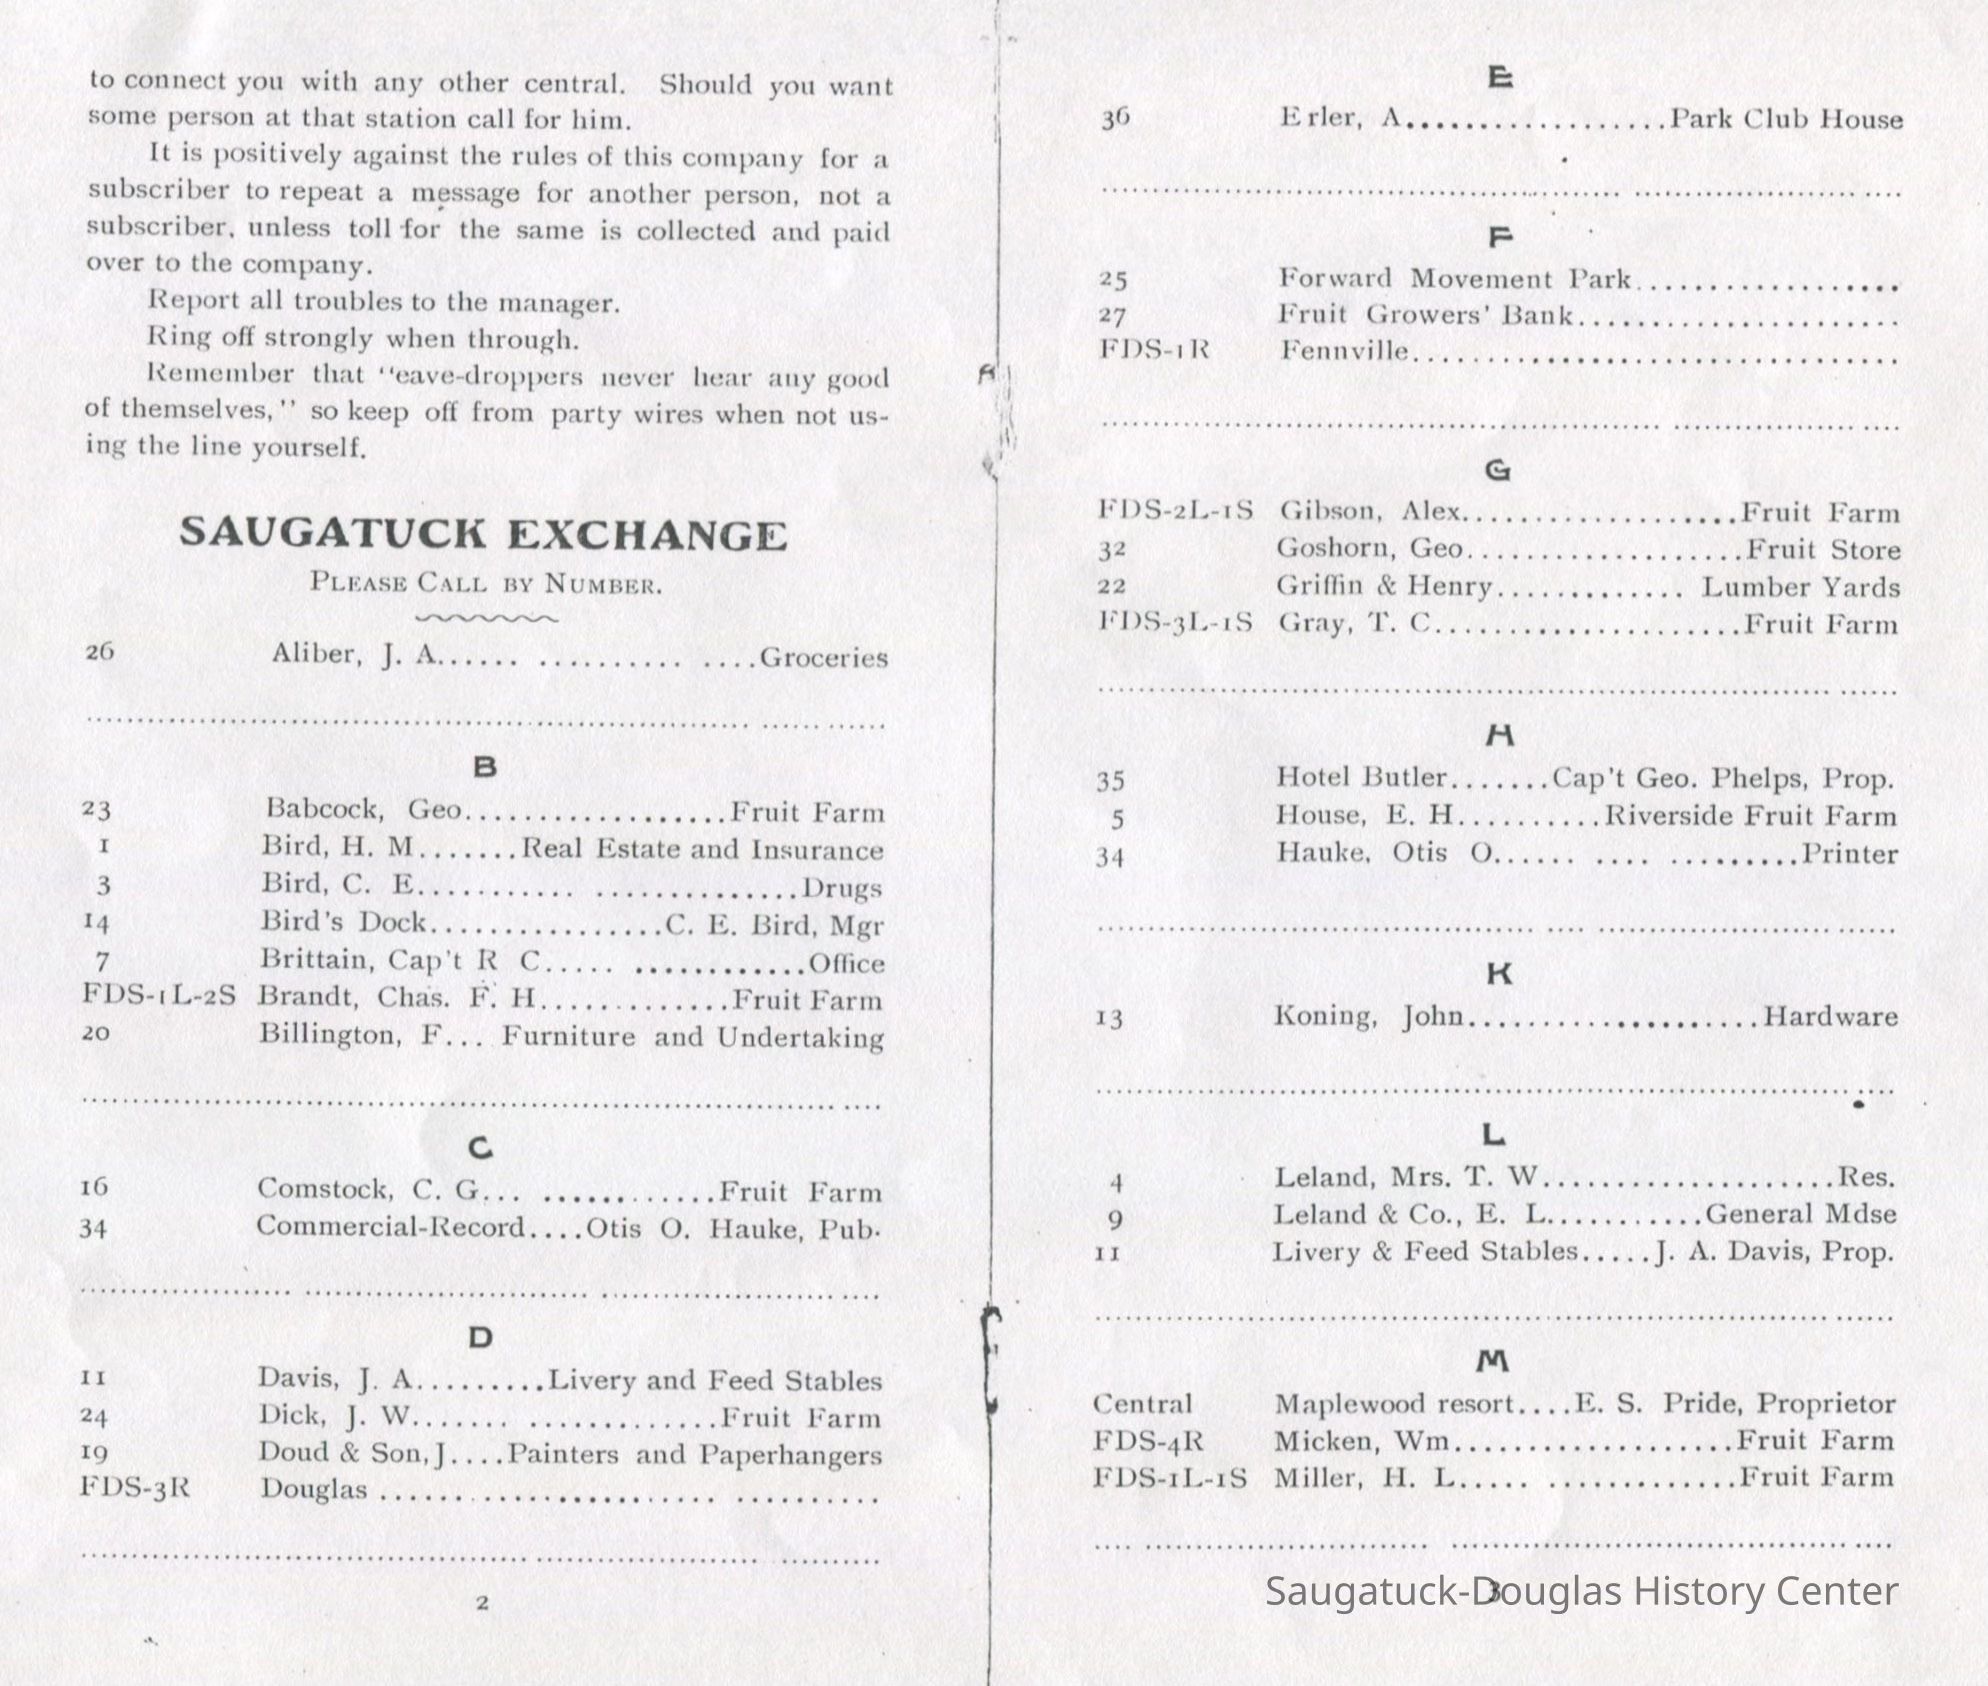 to connect you with any other central. Should you want
some person at that station call for him.
It is positively against the rules of this company for a
subscriber to repeat a message for another person, not a
subscriber, unless toll for the same is collected and paid
over to the company.
Report all troubles to the manager.
Ring off strongly when through.
Remember that "eave-droppers never hear any good
of themselves," so keep off from party wires when not us-
ing the line yourself.
SAUGATUCK EXCHANGE
PLEASE CALL BY NUMBER.
26 Aliber, J. A...... .......... ....Groceries
B
23 Babcock, Geo..................Fruit Farm
1 Bird, H. M.......Real Estate and Insurance
3 Bird, C. E........... ..............Drugs
14 Bird's Dock................C. E. Bird, Mgr
7 Brittain, Cap't R C..... ............Office
FDS-1L-2S Brandt, Chas. F. H.............Fruit Farm
20 Billington, F... Furniture and Undertaking
C
16 Comstock, C. G... ............Fruit Farm
34 Commercial-Record....Otis O. Hauke, Pub.
D
11 Davis, J. A.........Livery and Feed Stables
24 Dick, J. W....... .............Fruit Farm
19 Doud & Son, J....Painters and Paperhangers
FDS-3R Douglas ....................... ..........
2
E
36 Erler, A..................Park Club House
F
25 Forward Movement Park..................
27 Fruit Growers' Bank......................
FDS-1R Fennville.................................
G
FDS-2L-1S Gibson, Alex...................Fruit Farm
32 Goshorn, Geo...................Fruit Store
22 Griffin & Henry............. Lumber Yards
FDS-3L-1S Gray, T. C.....................Fruit Farm
H
35 Hotel Butler.......Cap't Geo. Phelps, Prop.
5 House, E. H..........Riverside Fruit Farm
34 Hauke, Otis O...... .... .........Printer
K
13 Koning, John....................Hardware
L
4 Leland, Mrs. T. W....................Res.
9 Leland & Co., E. L...........General Mdse
11 Livery & Feed Stables.....J. A. Davis, Prop.
M
Central Maplewood resort....E. S. Pride, Proprietor
FDS-4R Micken, Wm...................Fruit Farm
FDS-1L-1S Miller, H. L..... .............Fruit Farm
3
Saugatuck-Douglas History Center